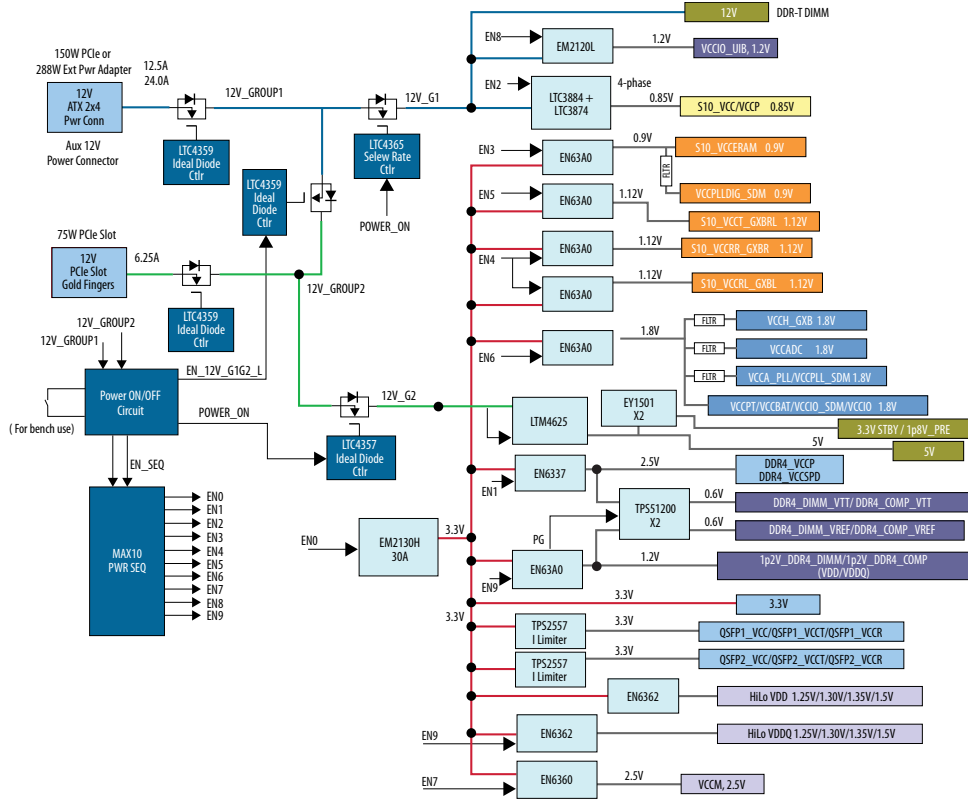 12V
DDR-T DIMM
EN8
EM2120L
1.2V
VCCIO_UIB, 1.2V
150W PCIe or
288W Ext Pwr Adapter
12.5A
24.0A
12V
ATX 2x4
Pwr Conn
Aux 12V
Power Connector
12V_GROUP1
12V_G1
EN2
4-phase
LTC3884 +
LTC3874
0.85V
S10_VCC/VCCP 0.85V
LTC4359
Ideal Diode
Ctlr
LTC4365
Selew Rate
Ctlr
LTC4359
Ideal
Diode
Ctlr
POWER_ON
EN3
EN63A0
0.9V
FLTR
S10_VCCERAM 0.9V
VCCPLLDIG_SDM 0.9V
EN5
EN63A0
1.12V
S10_VCCT_GXBRL 1.12V
EN4
EN63A0
1.12V
S10_VCCRR_GXBR 1.12V
EN63A0
1.12V
S10_VCCRL_GXBL 1.12V
75W PCIe Slot
12V
PCIe Slot
Gold Fingers
6.25A
12V_GROUP2
LTC4359
Ideal Diode
Ctlr
EN6
EN63A0
1.8V
FLTR
VCCH_GXB 1.8V
FLTR
VCCADC 1.8V
FLTR
VCCA_PLL/VCCPLL_SDM 1.8V
VCCPT/VCCBAT/VCCIO_SDM/VCCIO 1.8V
12V_GROUP2
12V_GROUP1
EN_12V_G1G2_L
Power ON/OFF
Circuit
( For bench use)
POWER_ON
EN_SEQ
12V_G2
LTC4357
Ideal Diode
Ctlr
LTM4625
EY1501
X2
3.3V STBY / 1p8V_PRE
5V
5V
MAX10
PWR SEQ
EN0
EN1
EN2
EN3
EN4
EN5
EN6
EN7
EN8
EN9
EN1
EN6337
2.5V
DDR4_VCCP
DDR4_VCCSPD
TPS51200
X2
0.6V
DDR4_DIMM_VTT/ DDR4_COMP_VTT
0.6V
DDR4_DIMM_VREF/DDR4_COMP_VREF
EN0
EM2130H
30A
3.3V
PG
EN9
EN63A0
1.2V
1p2V_DDR4_DIMM/1p2V_DDR4_COMP
(VDD/VDDQ)
3.3V
3.3V
3.3V
TPS2557
I Limiter
3.3V
QSFP1_VCC/QSFP1_VCCT/QSFP1_VCCR
TPS2557
I Limiter
3.3V
QSFP2_VCC/QSFP2_VCCT/QSFP2_VCCR
EN6362
HiLo VDD 1.25V/1.30V/1.35V/1.5V
EN9
EN6362
HiLo VDDQ 1.25V/1.30V/1.35V/1.5V
EN7
EN6360
2.5V
VCCM, 2.5V